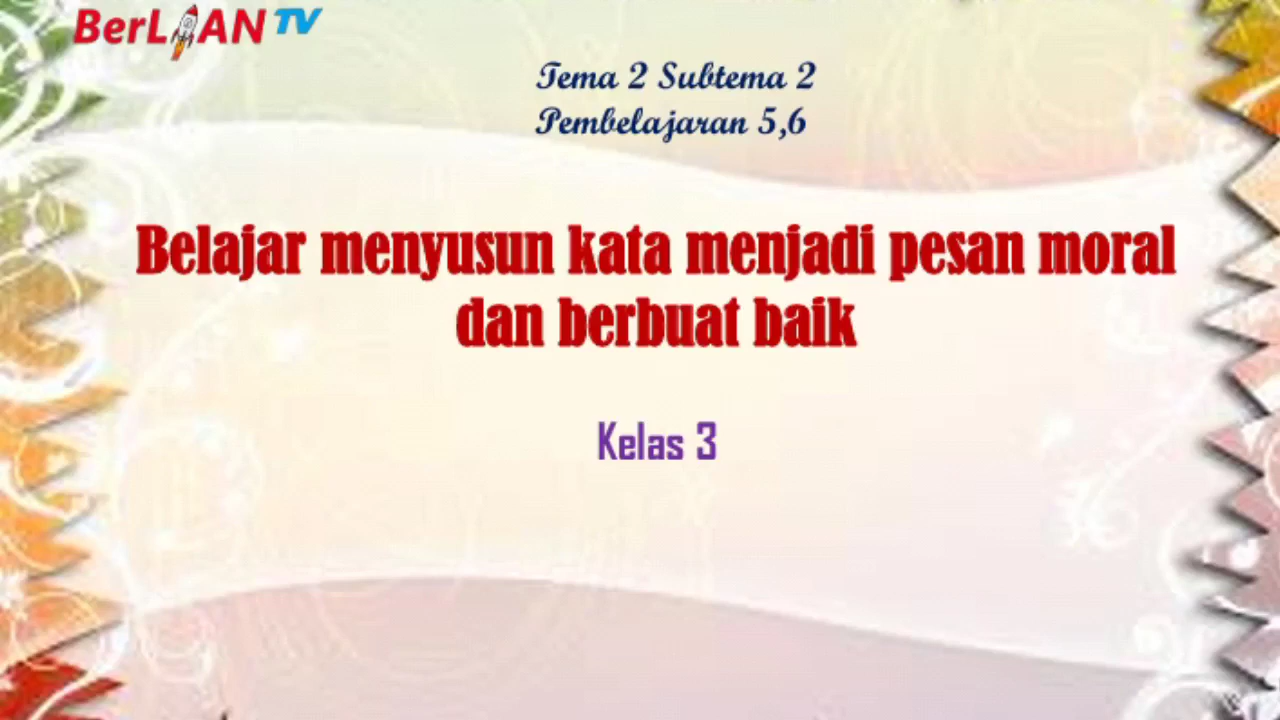 BerLIAN TV
Tema 2 Subtema 2
Pembelajaran 5,6
Belajar menyusun kata menjadi pesan moral
dan berbuat baik
Kelas 3